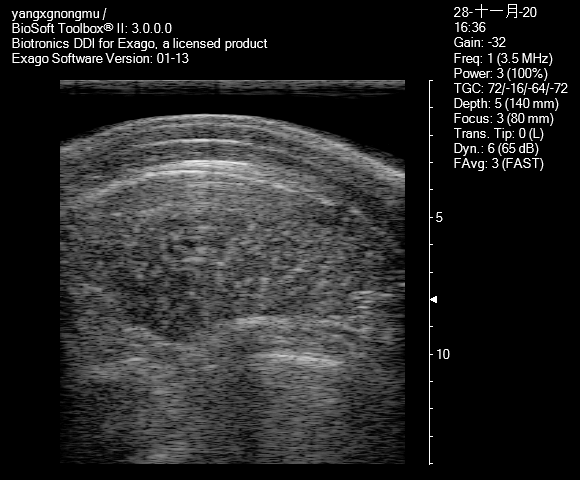 yangxgnongmu /
BioSoft Toolbox® II: 3.0.0.0
Biotronics DDI for Exago, a licensed product
Exago Software Version: 01-13
28-十一月-20
16:36
Gain: -32
Freq: 1 (3.5 MHz)
Power: 3 (100%)
TGC: 72/-16/-64/-72
Depth: 5 (140 mm)
Focus: 3 (80 mm)
Trans. Tip: 0 (L)
Dyn.: 6 (65 dB)
FAvg: 3 (FAST)
5
10